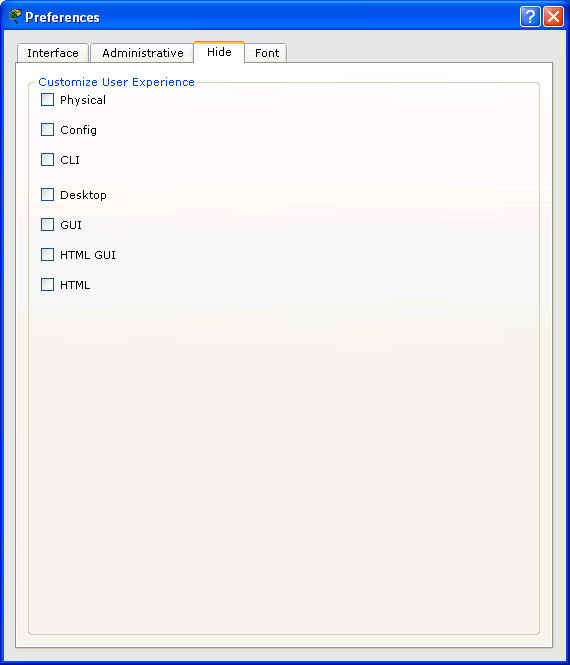 Preferences
Interface Administrative Hide Font
Customize User Experience
Physical
Config
CLI
Desktop
GUI
HTML GUI
HTML